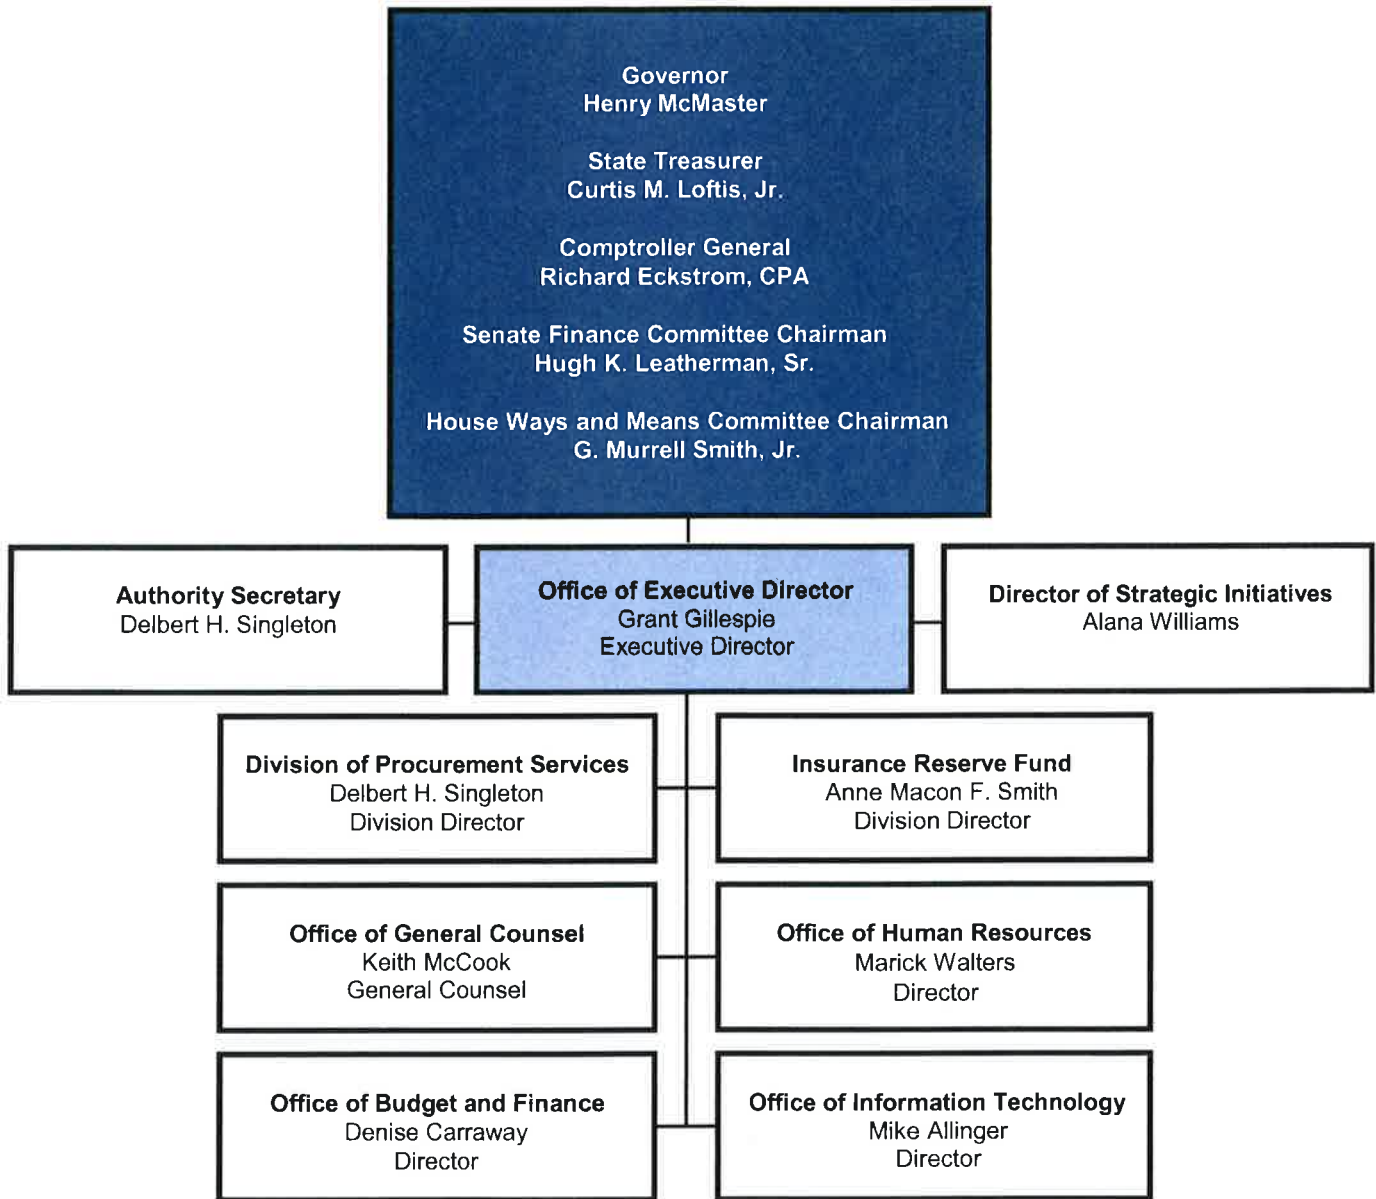 Governor
Henry McMaster
State Treasurer
Curtis M. Loftis, Jr.
Comptroller General
Richard Eckstrom, CPA
Senate Finance Committee Chairman
Hugh K. Leatherman, Sr.
House Ways and Means Committee Chairman
G. Murrell Smith, Jr.
Authority Secretary
Delbert H. Singleton
Office of Executive Director
Grant Gillespie
Executive Director
Director of Strategic Initiatives
Alana Williams
Division of Procurement Services
Delbert H. Singleton
Division Director
Insurance Reserve Fund
Anne Macon F. Smith
Division Director
Office of General Counsel
Keith McCook
General Counsel
Office of Human Resources
Marick Walters
Director
Office of Budget and Finance
Denise Carraway
Director
Office of Information Technology
Mike Allinger
Director